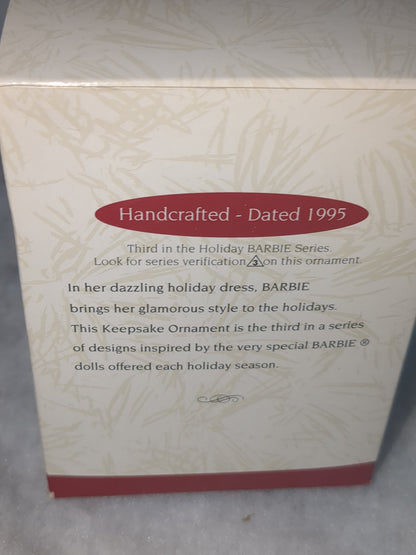 Handcrafted - Dated 1995
Third in the Holiday BARBIE Series.
Look for series verification 3 on this ornament.
In her dazzling holiday dress, BARBIE
brings her glamorous style to the holidays.
This Keepsake Ornament is the third in a series
of designs inspired by the very special BARBIE ®
dolls offered each holiday season.